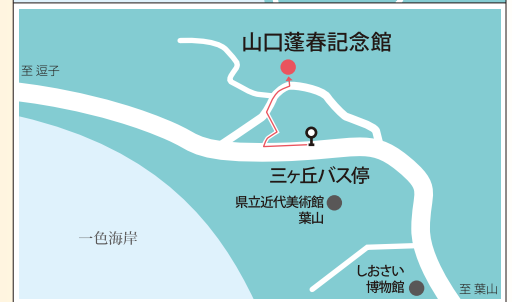 山口蓬春記念館
至 逗子
三ヶ丘バス停
県立近代美術館
葉山
一色海岸
しおさい
博物館
至 葉山